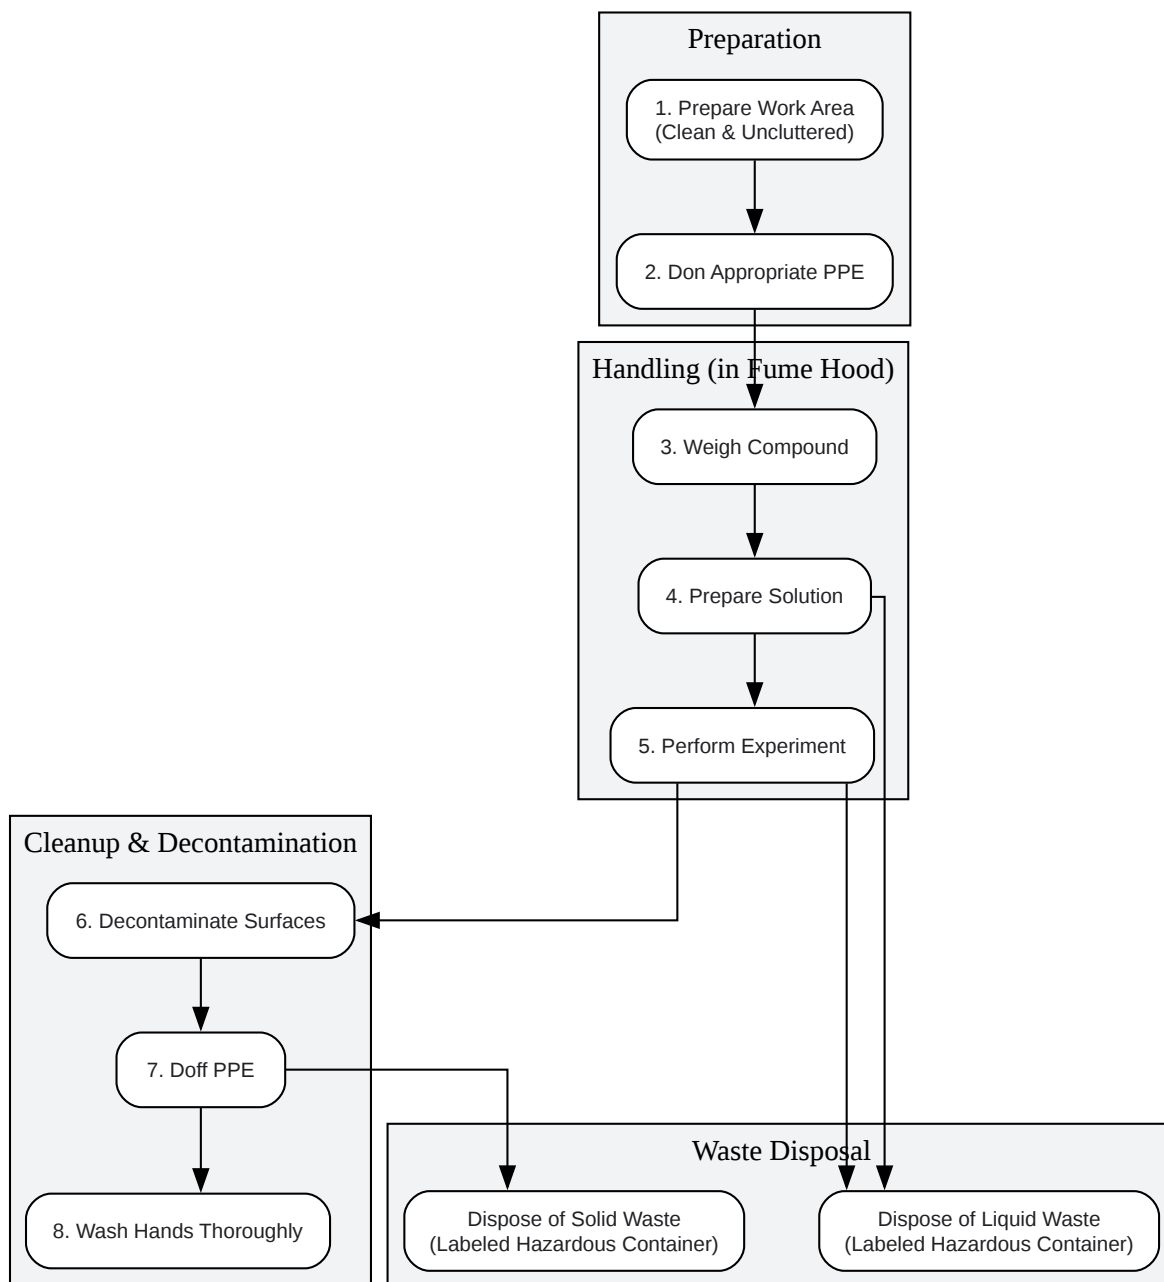 Preparation
1. Prepare Work Area
(Clean & Uncluttered)
2. Don Appropriate PPE
Handling (in Fume Hood)
3. Weigh Compound
4. Prepare Solution
5. Perform Experiment
Cleanup & Decontamination
6. Decontaminate Surfaces
7. Doff PPE
8. Wash Hands Thoroughly
Waste Disposal
Dispose of Solid Waste
(Labeled Hazardous Container)
Dispose of Liquid Waste
(Labeled Hazardous Container)